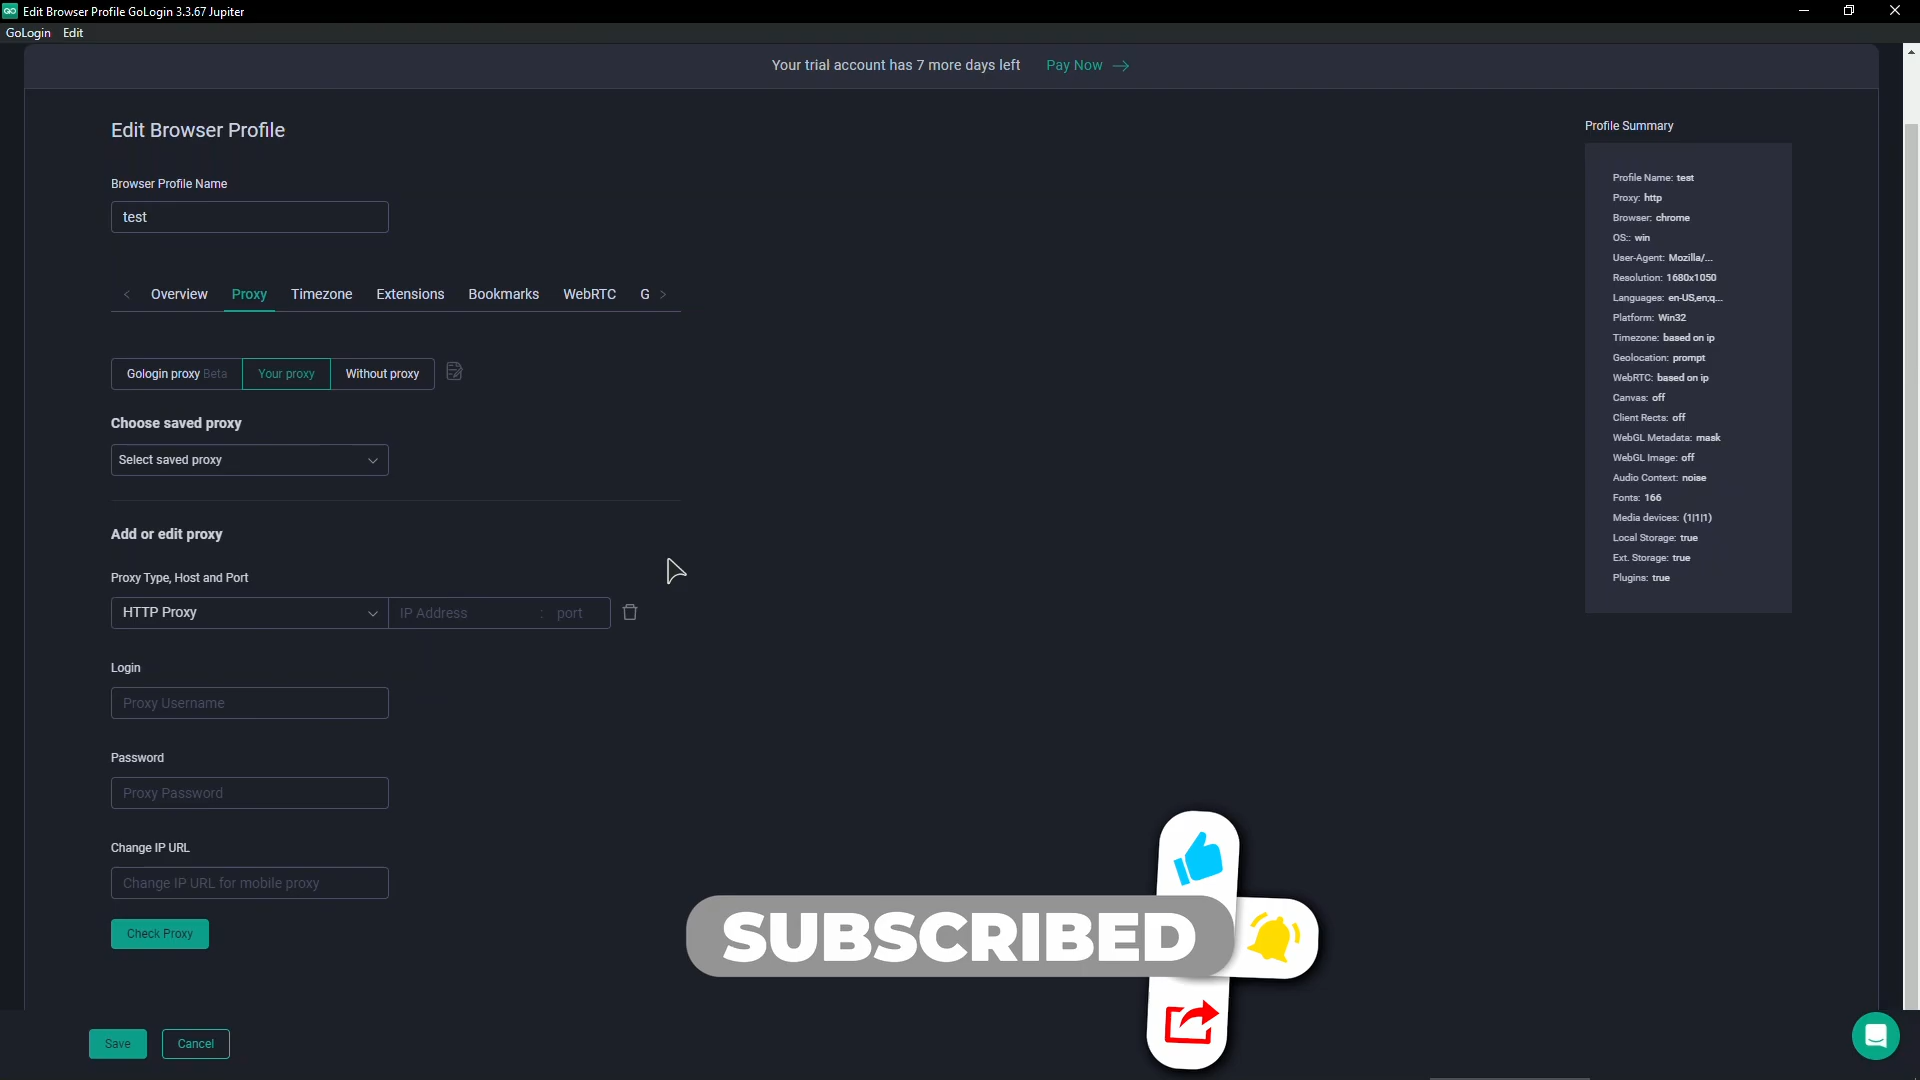 GO Edit Browser Profile GoLogin 3.3.67 Jupiter
GoLogin Edit
Your trial account has 7 more days left Pay Now
Edit Browser Profile
Browser Profile Name
test
Overview Proxy Timezone Extensions Bookmarks WebRTC G
Gologin proxy Beta Your proxy Without proxy
Choose saved proxy
Select saved proxy
Add or edit proxy
Proxy Type, Host and Port
HTTP Proxy IP Address : port
Login
Proxy Username
Password
Proxy Password
Change IP URL
Change IP URL for mobile proxy
Check Proxy
Save Cancel
Profile Summary
Profile Name: test
Proxy: http
Browser: chrome
OS:: win
User-Agent: Mozilla/...
Resolution: 1680x1050
Languages: en-US,en;q...
Platform: Win32
Timezone: based on ip
Geolocation: prompt
WebRTC: based on ip
Canvas: off
Client Rects: off
WebGL Metadata: mask
WebGL Image: off
Audio Context: noise
Fonts: 166
Media devices: (1|1|1)
Local Storage: true
Ext. Storage: true
Plugins: true
SUBSCRIBED